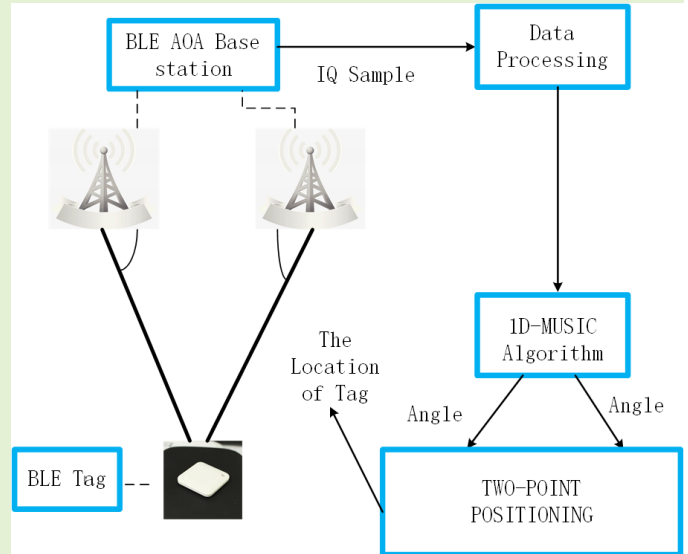 BLE AOA Base
station
IQ Sample
Data
Processing
1D-MUSIC
Algorithm
The
Location
of Tag
Angle
Angle
BLE Tag
TWO-POINT
POSITIONING